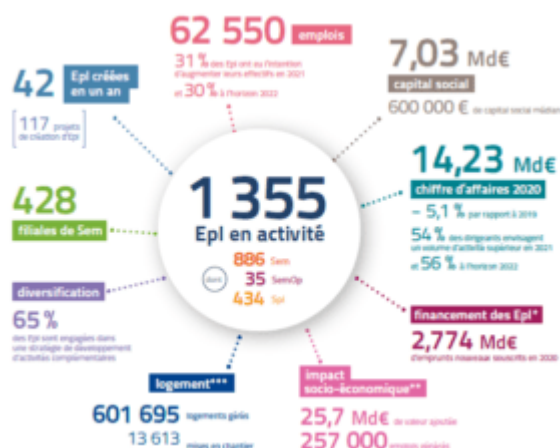 62 550 emplois
31 % des Epl ont eu l'intention
d'augmenter leurs effectifs en 2021
et 30 % à l'horizon 2022
7,03 Md€
capital social
600 000 € de capital social médian
42 Epl créées
en un an
[117 projets
de création d'Epl]
14,23 Md€
chiffre d'affaires 2020
– 5,1 % par rapport à 2019
54 % des dirigeants envisagent
un volume d'activité supérieur en 2021
et 56 % à l'horizon 2022
1 355
Epl en activité
dont
886 Sem
35 SemOp
434 Spl
428
filiales de Sem
diversification
65 %
des Epl sont engagées dans
une stratégie de développement
d'activités complémentaires
financement des Epl*
2,774 Md€
d'emprunts nouveaux souscrits en 2020
logement***
601 695 logements gérés
13 613 mises en chantier
impact
socio-économique**
25,7 Md€ de valeur ajoutée
257 000 emplois générés